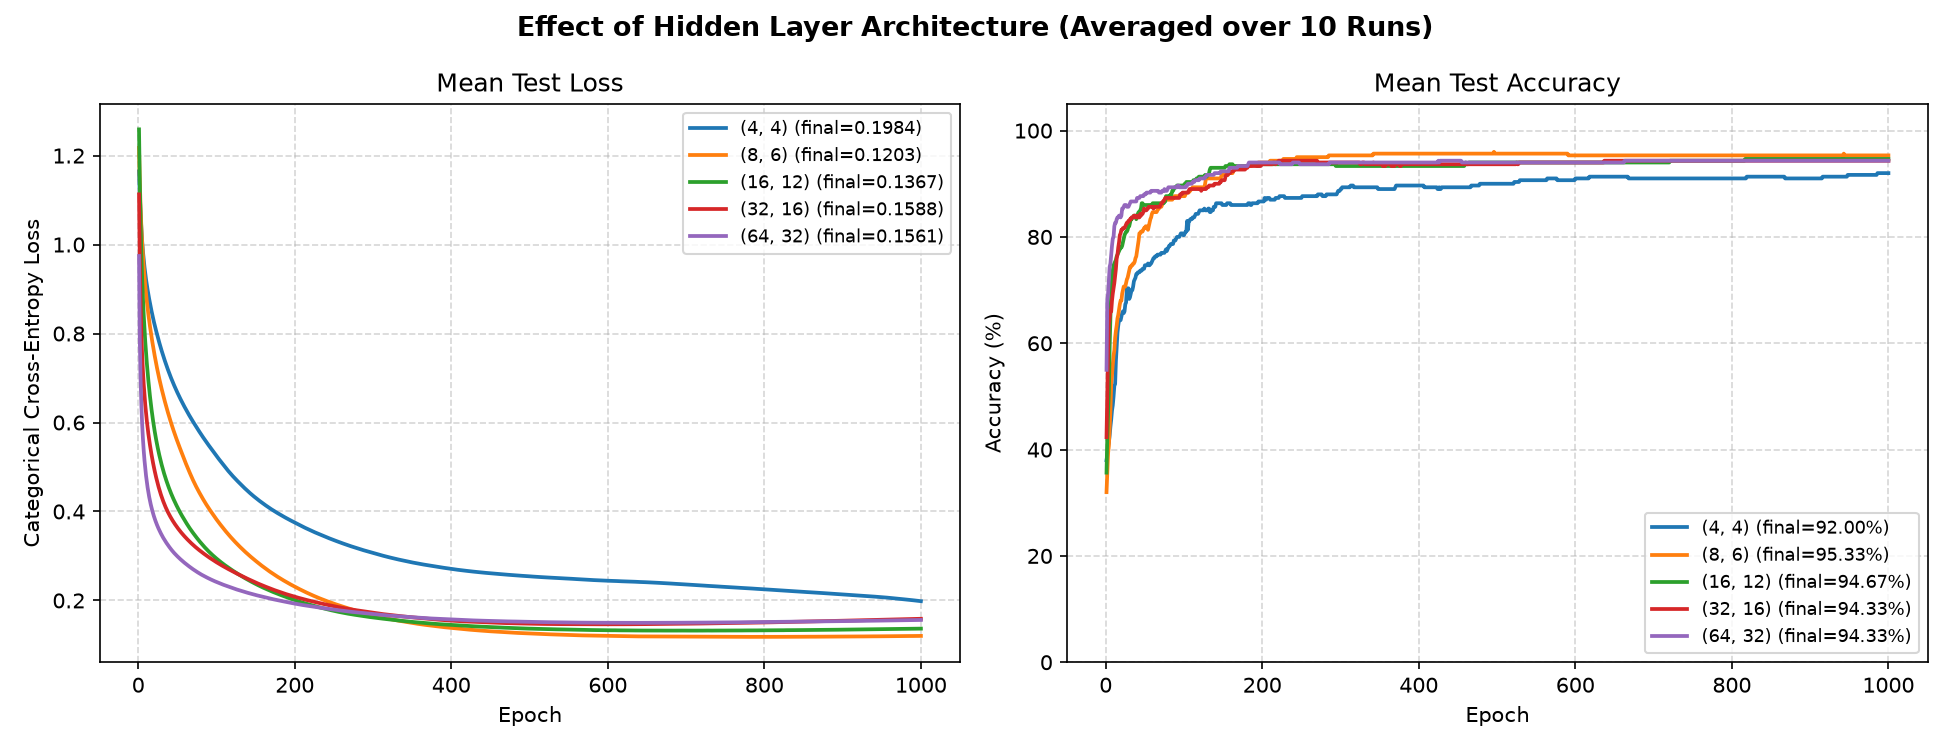 Effect of Hidden Layer Architecture (Averaged over 10 Runs)
Mean Test Loss
Categorical Cross-Entropy Loss
1.2
1.0
0.8
0.6
0.4
0.2
0
200
400
600
800
1000
Epoch
(4, 4) (final=0.1984)
(8, 6) (final=0.1203)
(16, 12) (final=0.1367)
(32, 16) (final=0.1588)
(64, 32) (final=0.1561)
Mean Test Accuracy
Accuracy (%)
100
80
60
40
20
0
0
200
400
600
800
1000
Epoch
(4, 4) (final=92.00%)
(8, 6) (final=95.33%)
(16, 12) (final=94.67%)
(32, 16) (final=94.33%)
(64, 32) (final=94.33%)